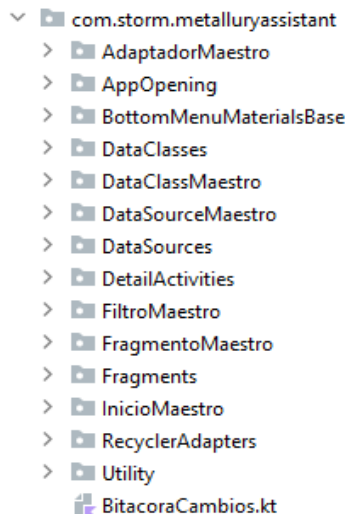 com.storm.metalluryassistant
AdaptadorMaestro
AppOpening
BottomMenuMaterialsBase
DataClasses
DataClassMaestro
DataSourceMaestro
DataSources
DetailActivities
FiltroMaestro
FragmentoMaestro
Fragments
InicioMaestro
RecyclerAdapters
Utility
BitacoraCambios.kt